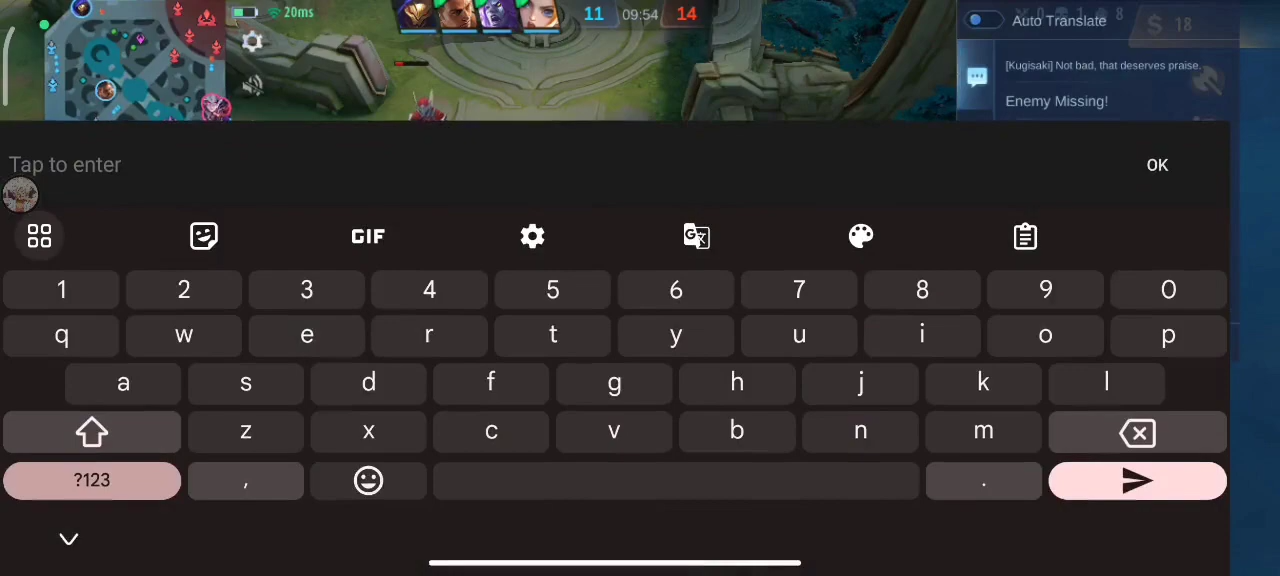 20ms
11 09:54 14
Auto Translate
$ 18
[Kugisaki] Not bad, that deserves praise.
Enemy Missing!
Tap to enter
OK
GIF
1 2 3 4 5 6 7 8 9 0
q w e r t y u i o p
a s d f g h j k l
z x c v b n m
?123 , .